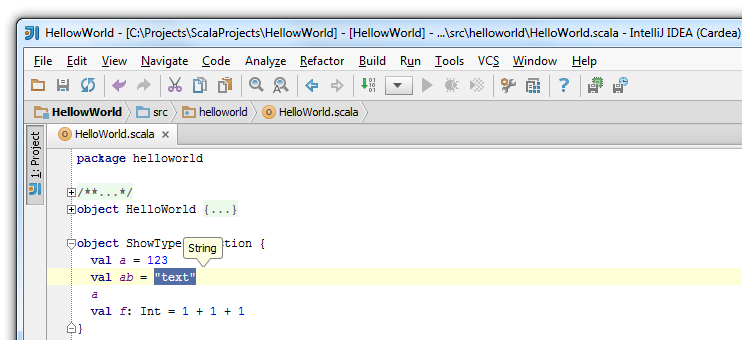 HellowWorld - [C:\Projects\ScalaProjects\HellowWorld] - [HellowWorld] - ...\src\helloworld\HelloWorld.scala - IntelliJ IDEA (Cardea)
File Edit View Navigate Code Analyze Refactor Build Run Tools VCS Window Help
HellowWorld src helloworld HelloWorld.scala
1: Project
HelloWorld.scala
package helloworld
/**...*/
object HelloWorld {...}
object ShowType ction {
String
val a = 123
val ab = "text"
a
val f: Int = 1 + 1 + 1
}